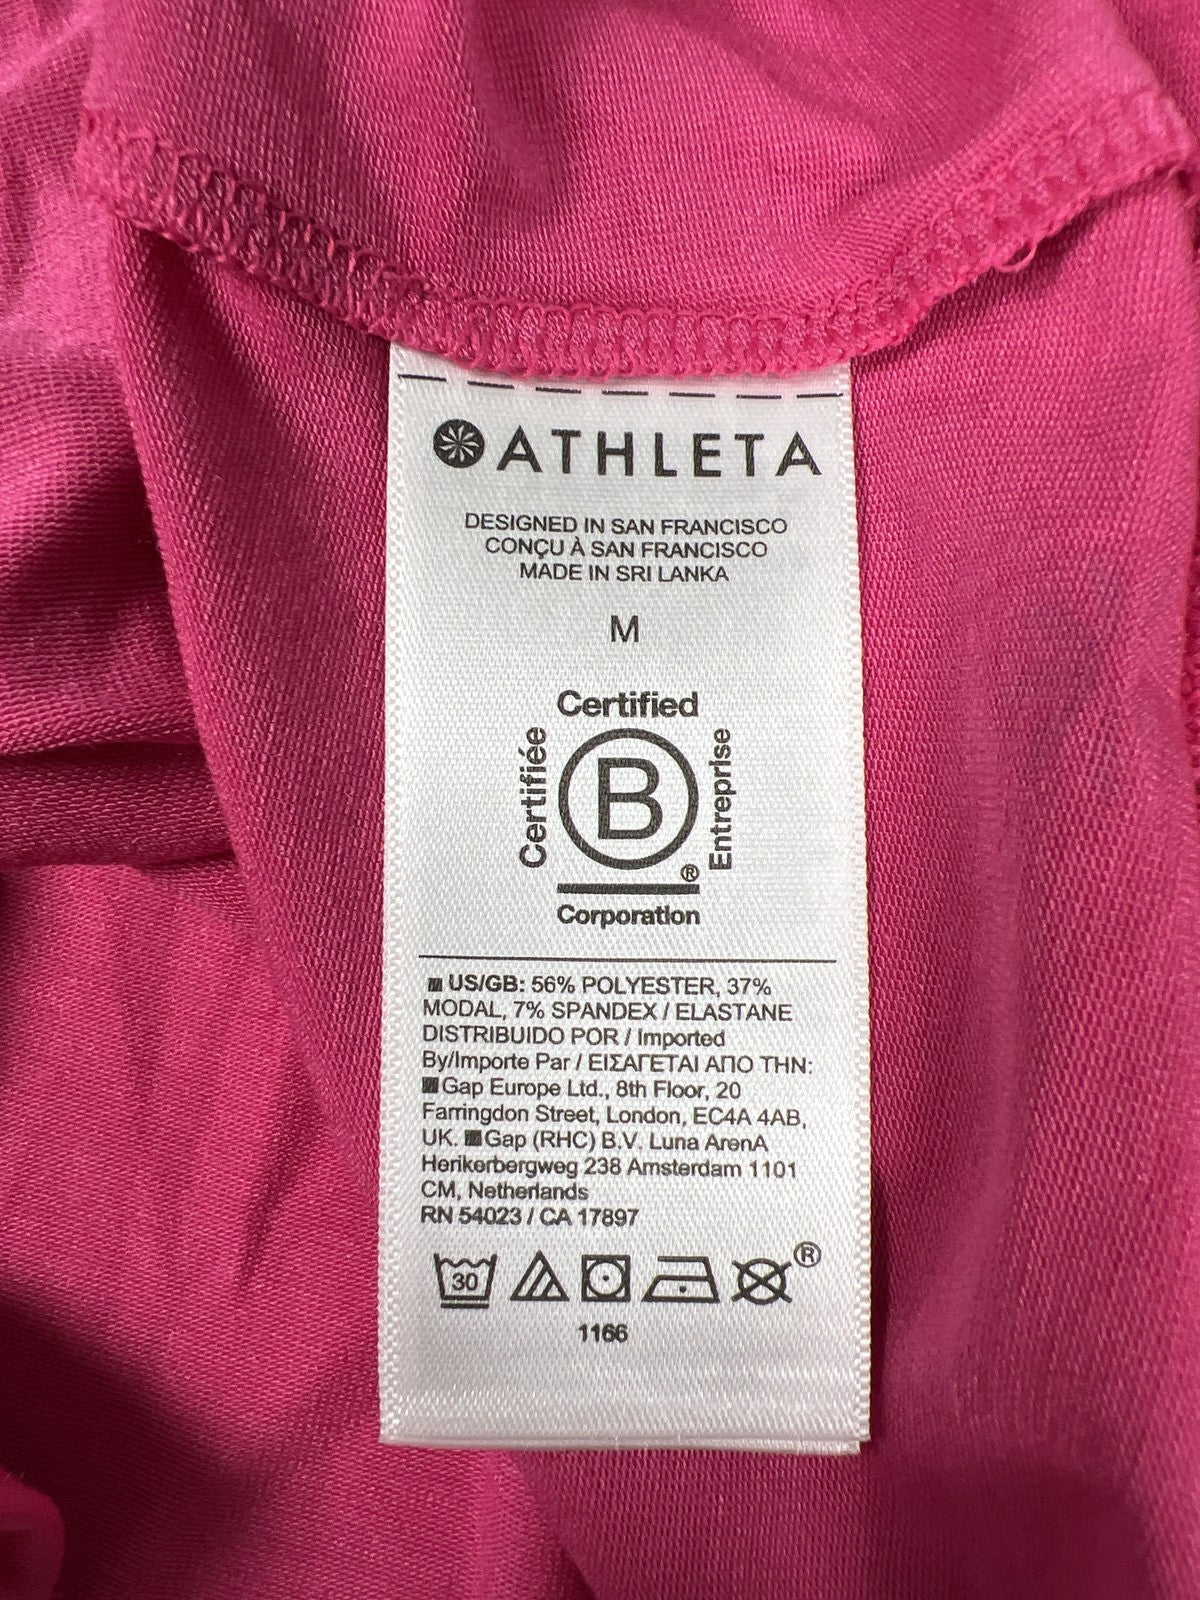 ATHLETA
DESIGNED IN SAN FRANCISCO
CONÇU À SAN FRANCISCO
MADE IN SRI LANKA
M
Certified
Certifiée
B
Entreprise
®
Corporation
US/GB: 56% POLYESTER, 37%
MODAL, 7% SPANDEX / ELASTANE
DISTRIBUIDO POR / Imported
By/Importe Par / ΕΙΣΑΓΕΤΑΙ ΑΠΟ ΤΗΝ:
Gap Europe Ltd., 8th Floor, 20
Farringdon Street, London, EC4A 4AB,
UK. Gap (RHC) B.V. Luna ArenA
Herikerbergweg 238 Amsterdam 1101
CM, Netherlands
RN 54023 / CA 17897
30 ®
1166